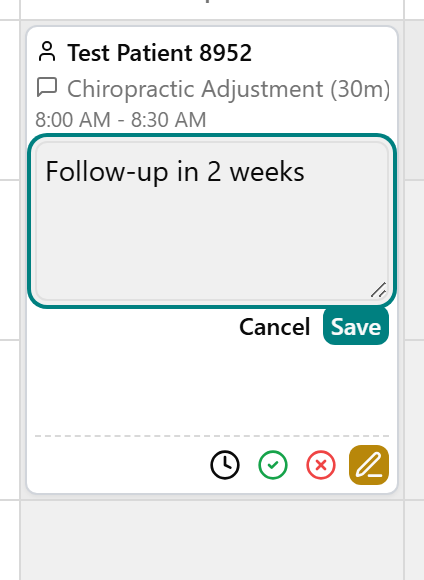 Test Patient 8952
Chiropractic Adjustment (30m)
8:00 AM - 8:30 AM
Follow-up in 2 weeks
Cancel Save